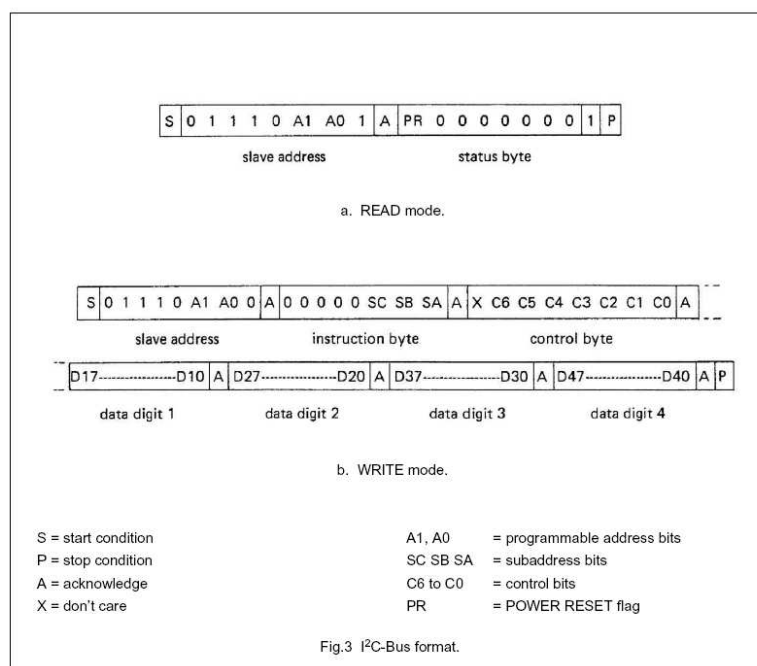 S 0 1 1 1 0 A1 A0 1 A PR 0 0 0 0 0 0 0 1 P
slave address status byte
a. READ mode.
S 0 1 1 1 0 A1 A0 0 A 0 0 0 0 0 SC SB SA A X C6 C5 C4 C3 C2 C1 C0 A
slave address instruction byte control byte
D17-----------------D10 A D27-----------------D20 A D37-----------------D30 A D47-----------------D40 A P
data digit 1 data digit 2 data digit 3 data digit 4
b. WRITE mode.
S = start condition A1, A0 = programmable address bits
P = stop condition SC SB SA = subaddress bits
A = acknowledge C6 to C0 = control bits
X = don't care PR = POWER RESET flag
Fig.3 I²C-Bus format.